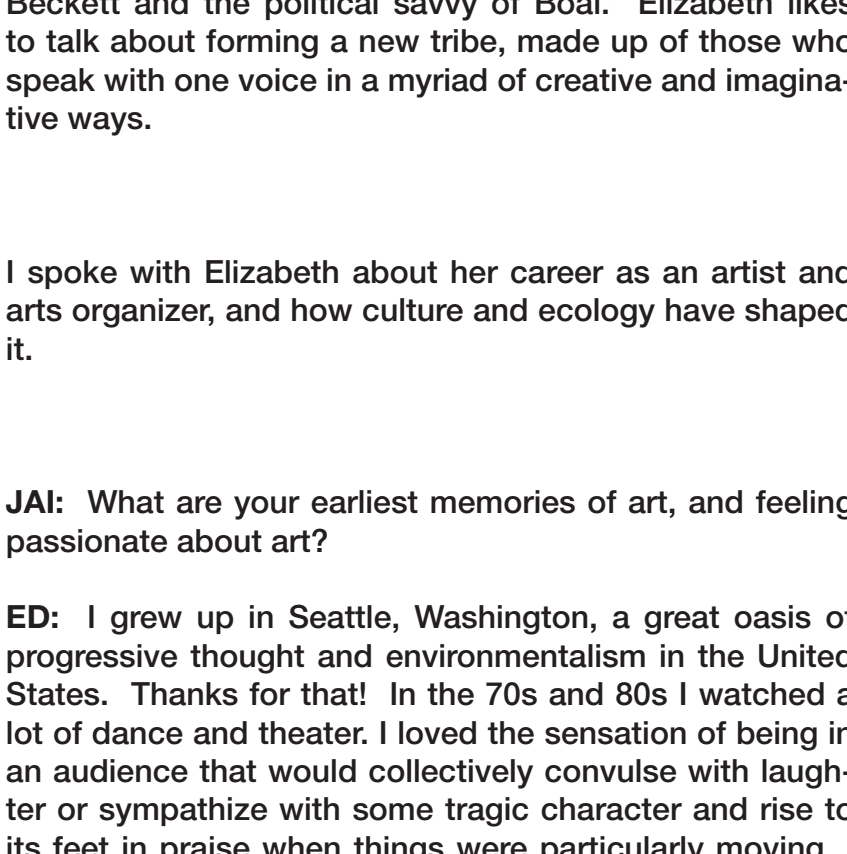 Beckett and the political savvy of Boal. Elizabeth likes
to talk about forming a new tribe, made up of those who
speak with one voice in a myriad of creative and imagina-
tive ways.
I spoke with Elizabeth about her career as an artist and
arts organizer, and how culture and ecology have shaped
it.
JAI: What are your earliest memories of art, and feeling
passionate about art?
ED: I grew up in Seattle, Washington, a great oasis of
progressive thought and environmentalism in the United
States. Thanks for that! In the 70s and 80s I watched a
lot of dance and theater. I loved the sensation of being in
an audience that would collectively convulse with laugh-
ter or sympathize with some tragic character and rise to
its feet in praise when things were particularly moving.